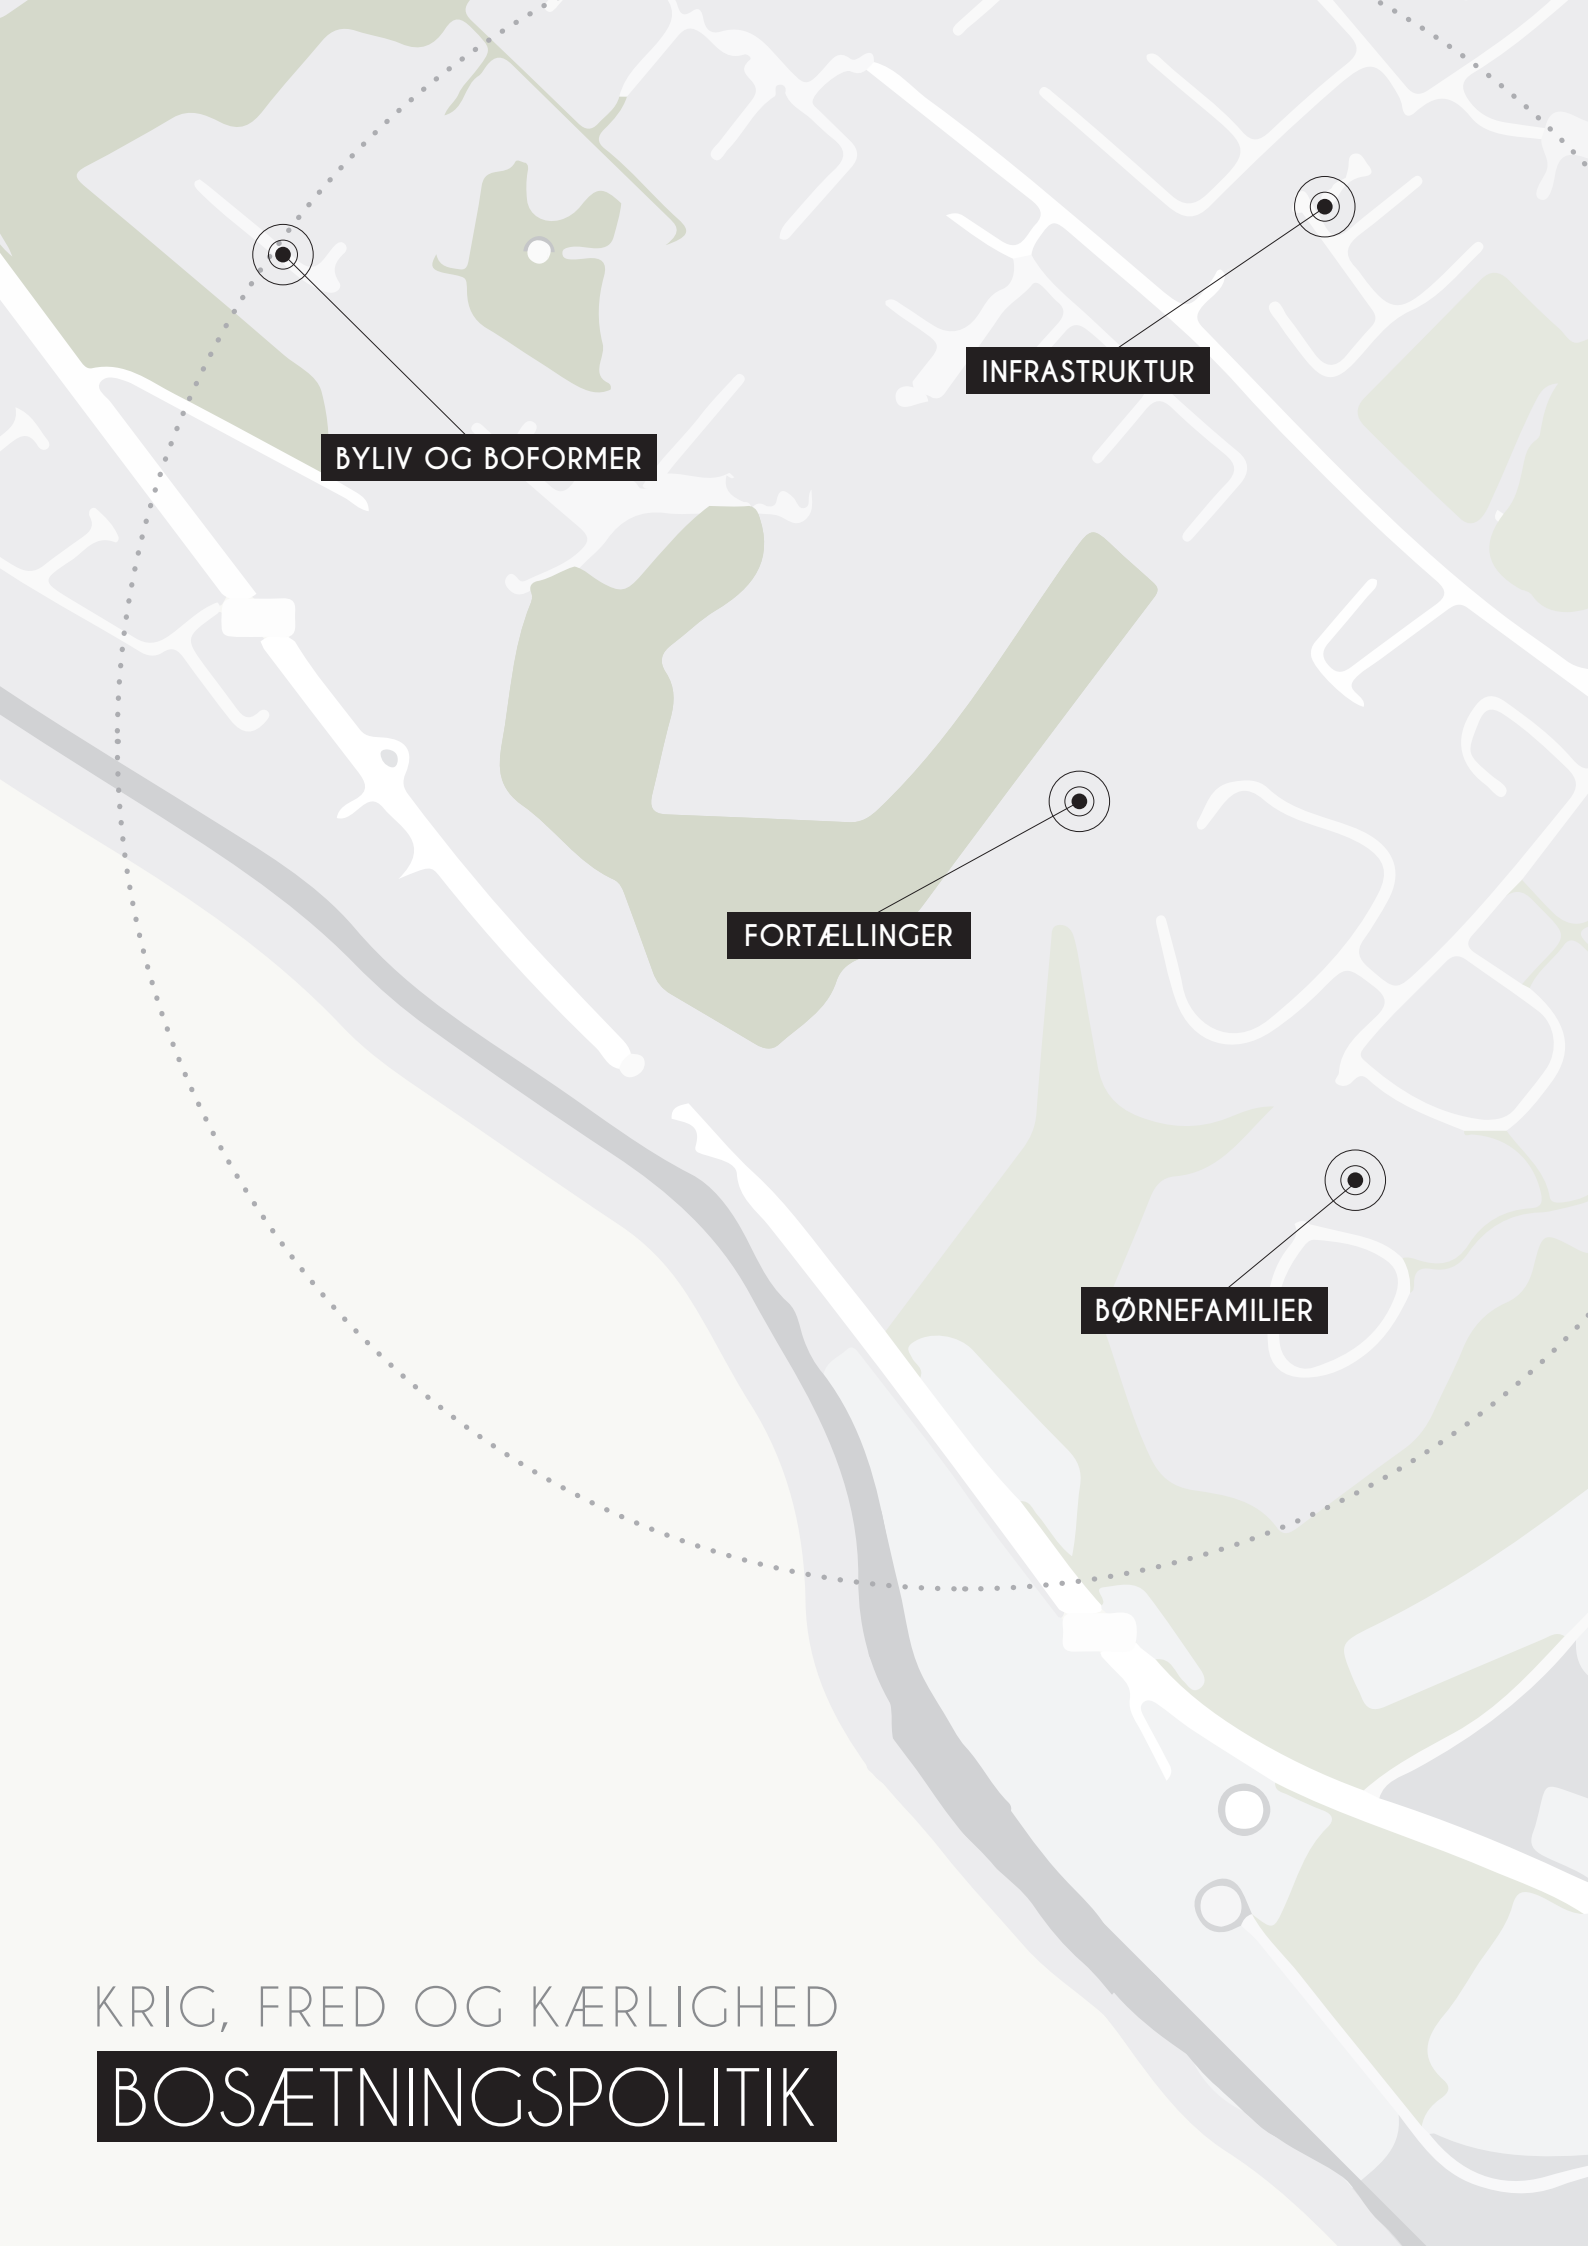 INFRASTRUKTUR
BYLIV OG BOFORMER
FORTÆLLINGER
BØRNEFAMILIER
KRIG, FRED OG KÆRLIGHED
BOSÆTNINGSPOLITIK